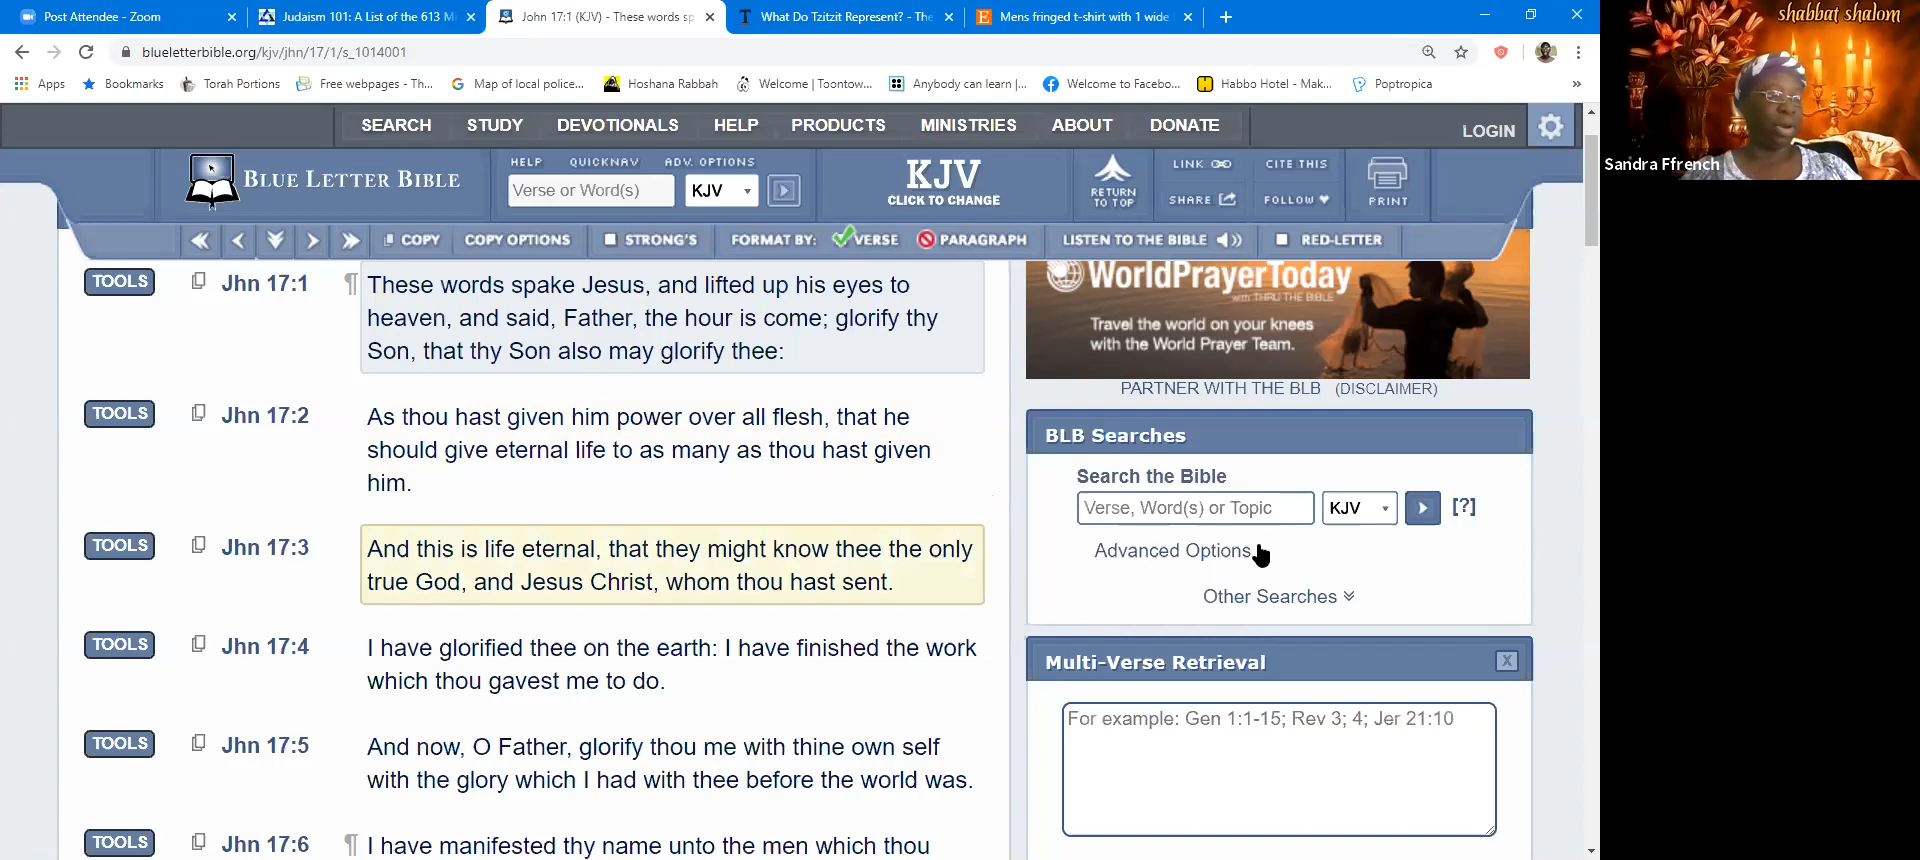 Post Attendee - Zoom
Judaism 101: A List of the 613 Mi
John 17:1 (KJV) - These words sp
What Do Tzitzit Represent? - The
Mens fringed t-shirt with 1 wide
blueletterbible.org/kjv/jhn/17/1/s_1014001
Apps
Bookmarks
Torah Portions
Free webpages - Th...
Map of local police...
Hoshana Rabbah
Welcome | Toontow...
Anybody can learn |...
Welcome to Facebo...
Habbo Hotel - Mak...
Poptropica
shabbat shalom
Sandra Ffrench
SEARCH STUDY DEVOTIONALS HELP PRODUCTS MINISTRIES ABOUT DONATE
LOGIN
BLUE LETTER BIBLE
HELP QUICKNAV ADV. OPTIONS
Verse or Word(s)
KJV
KJV
CLICK TO CHANGE
RETURN
TO TOP
LINK
CITE THIS
SHARE
FOLLOW
PRINT
COPY COPY OPTIONS STRONG'S FORMAT BY: VERSE PARAGRAPH LISTEN TO THE BIBLE RED-LETTER
TOOLS Jhn 17:1 ¶ These words spake Jesus, and lifted up his eyes to
heaven, and said, Father, the hour is come; glorify thy
Son, that thy Son also may glorify thee:
TOOLS Jhn 17:2 As thou hast given him power over all flesh, that he
should give eternal life to as many as thou hast given
him.
TOOLS Jhn 17:3 And this is life eternal, that they might know thee the only
true God, and Jesus Christ, whom thou hast sent.
TOOLS Jhn 17:4 I have glorified thee on the earth: I have finished the work
which thou gavest me to do.
TOOLS Jhn 17:5 And now, O Father, glorify thou me with thine own self
with the glory which I had with thee before the world was.
TOOLS Jhn 17:6 ¶ I have manifested thy name unto the men which thou
WorldPrayerToday
with THRU THE BIBLE
Travel the world on your knees
with the World Prayer Team.
PARTNER WITH THE BLB (DISCLAIMER)
BLB Searches
Search the Bible
Verse, Word(s) or Topic
KJV
[?]
Advanced Options
Other Searches
Multi-Verse Retrieval
X
For example: Gen 1:1-15; Rev 3; 4; Jer 21:10